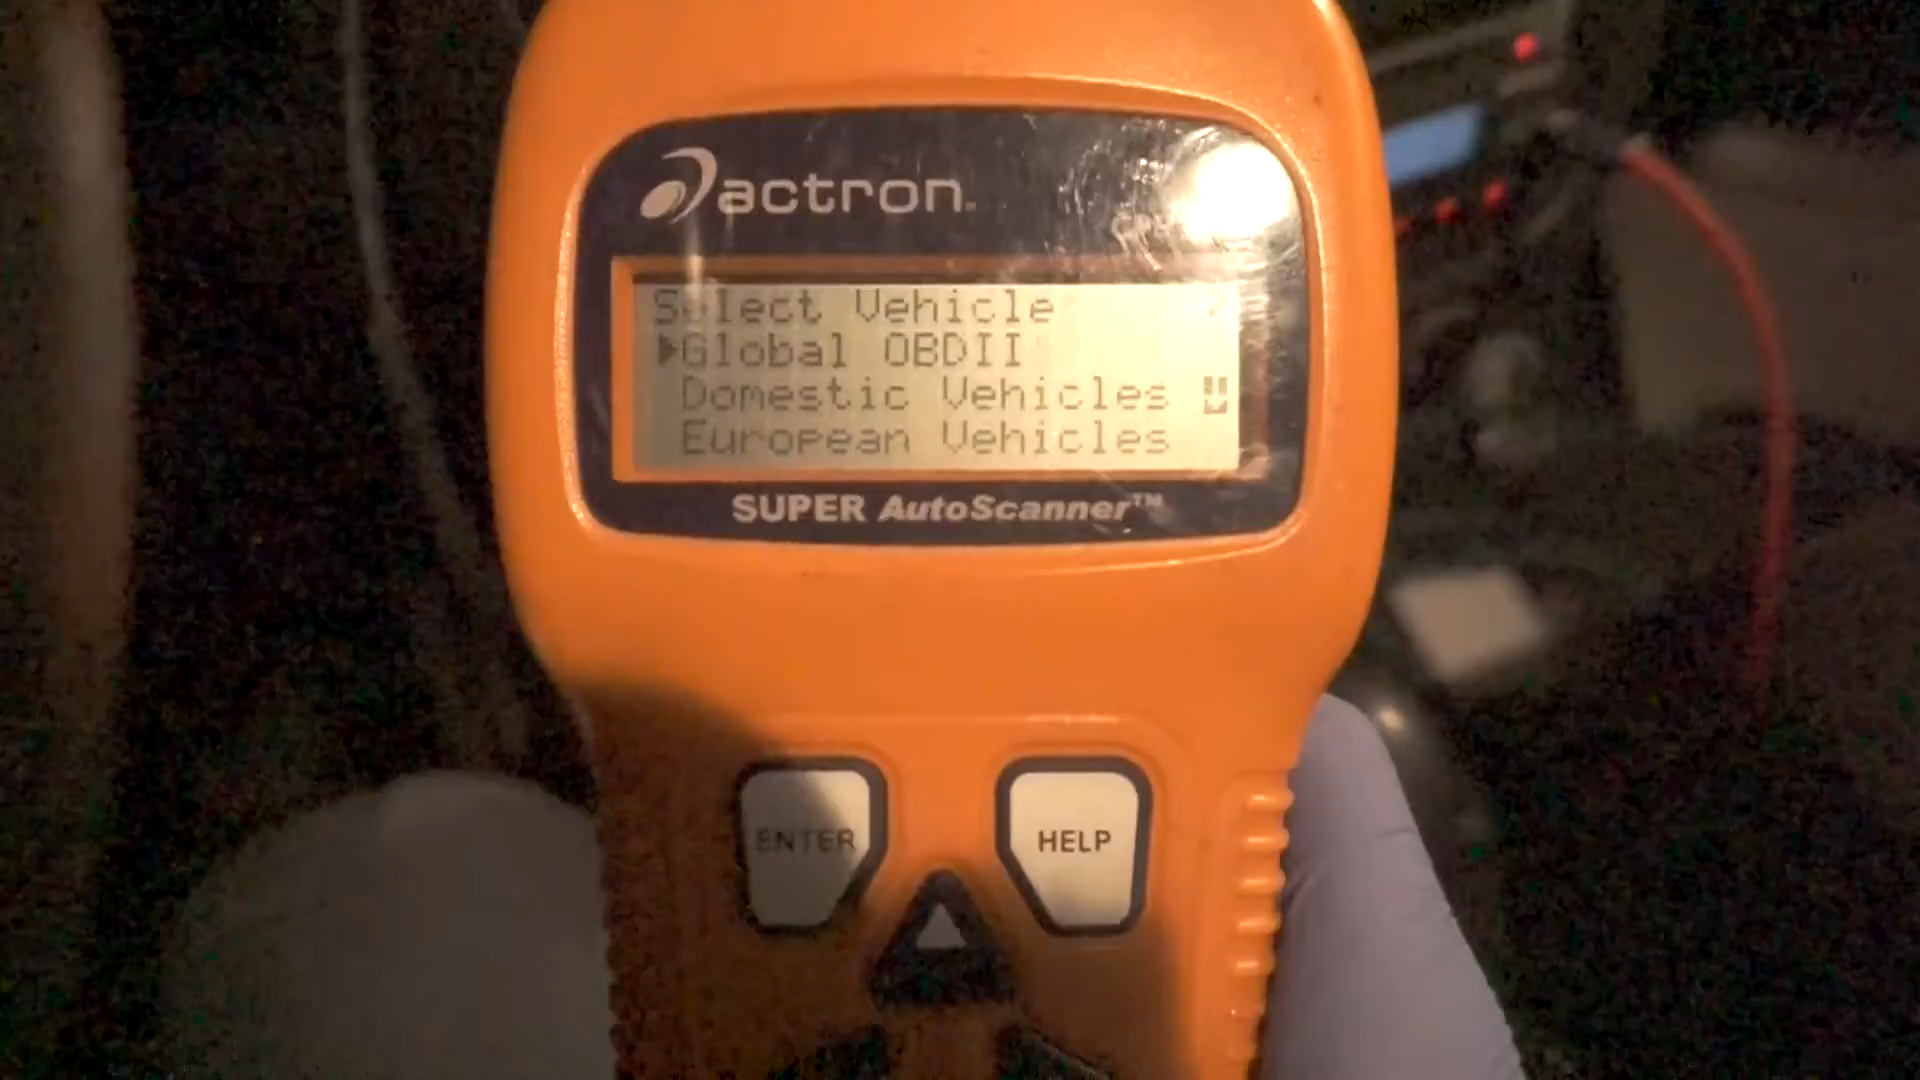 actron
Select Vehicle
Global OBDII
Domestic Vehicles
European Vehicles
SUPER AutoScanner™
ENTER
HELP